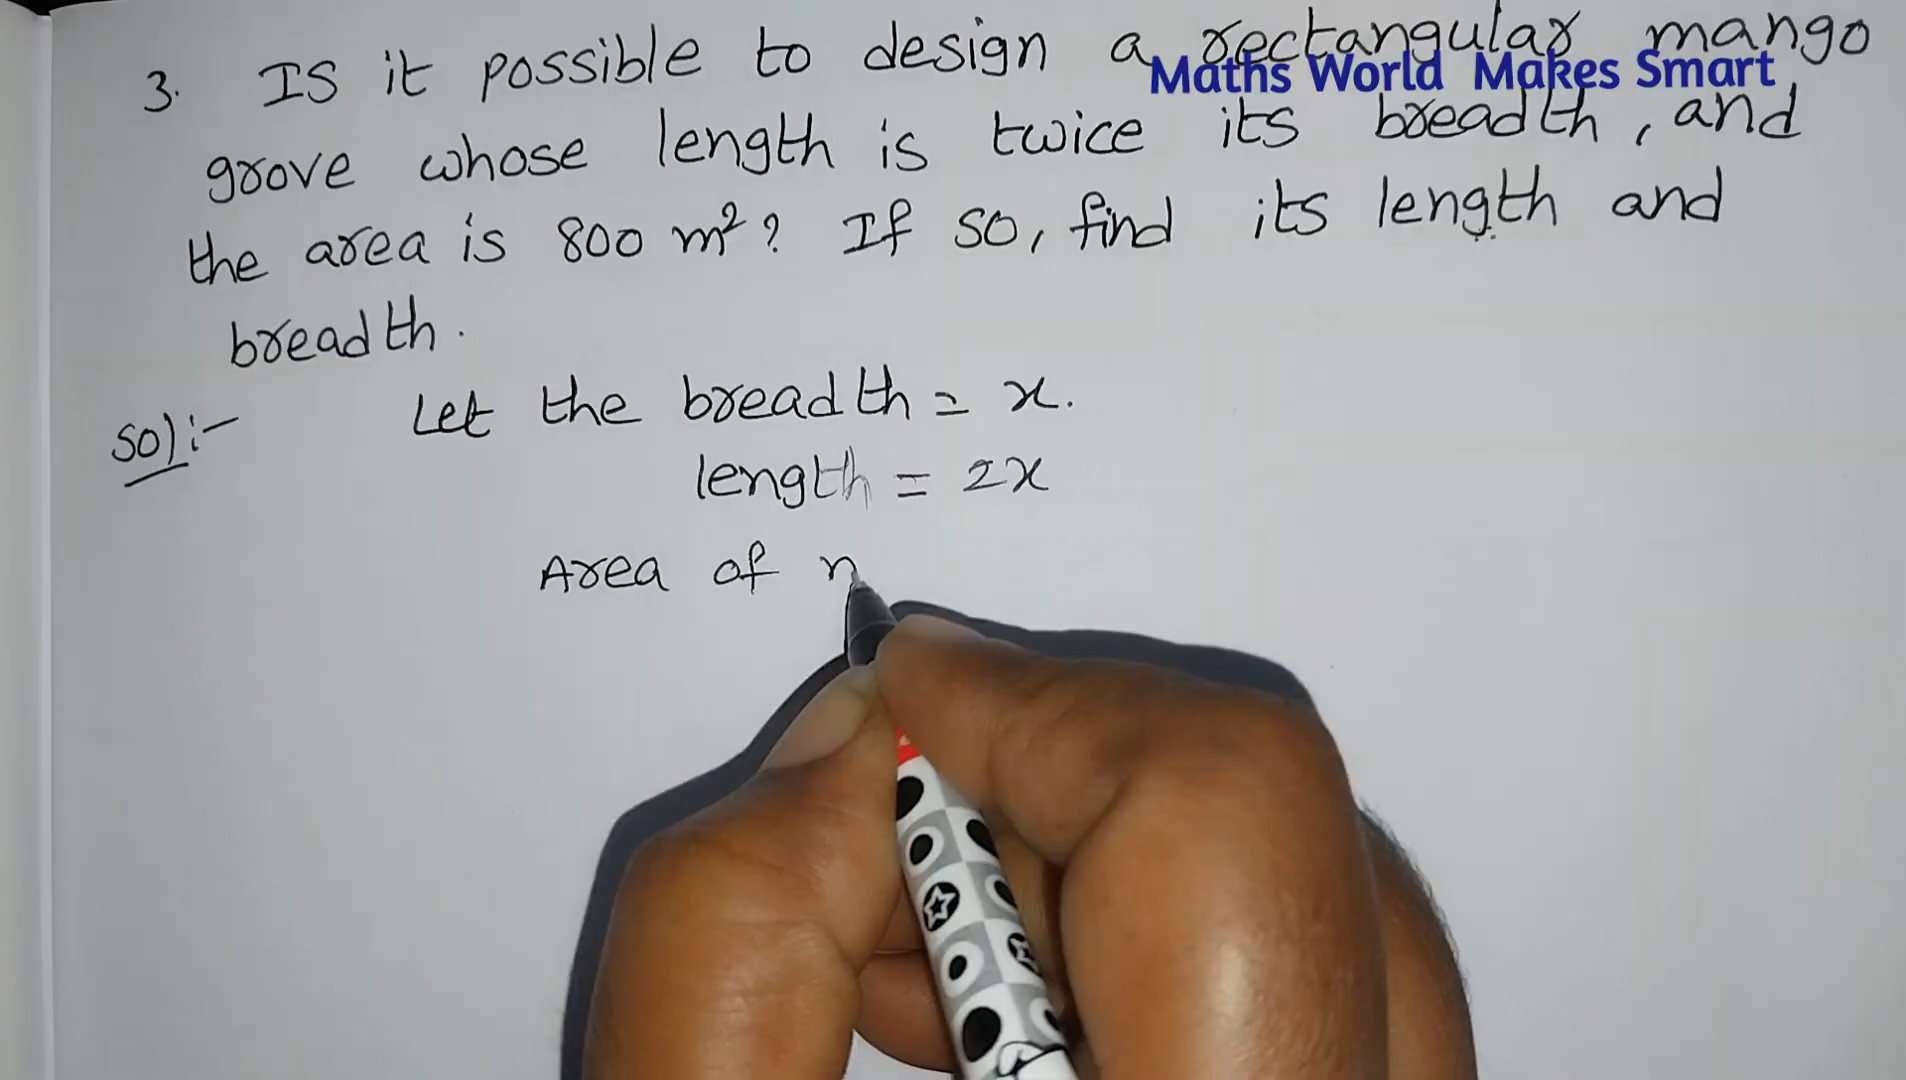 3. Is it possible to design a rectangular mango
Maths World Makes Smart
grove whose length is twice its breadth, and
the area is 800 m²? If so, find its length and
breadth.
Sol:- Let the breadth = x.
length = 2x
Area of